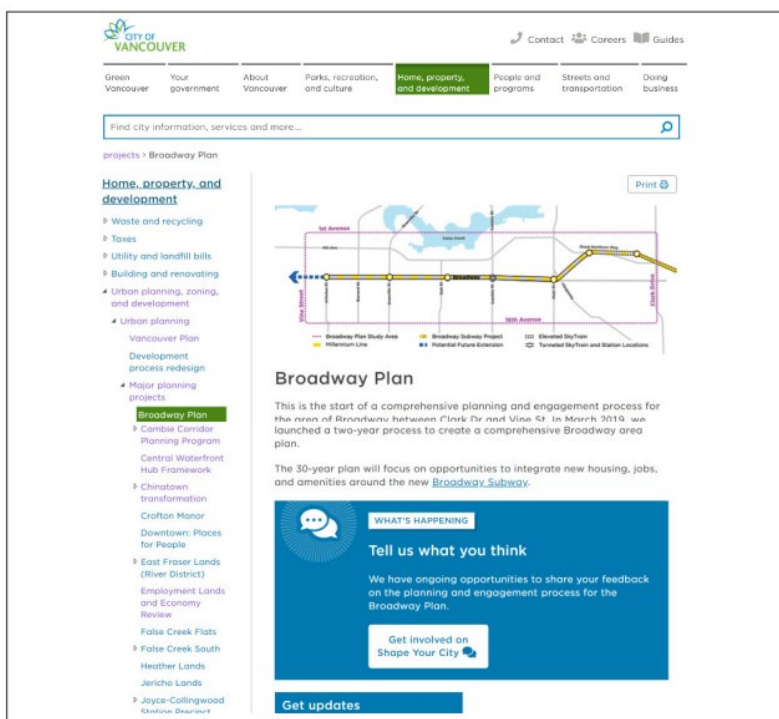 CITY OF
VANCOUVER
Contact Careers Guides
Green
Vancouver
Your
government
About
Vancouver
Parks, recreation,
and culture
Home, property,
and development
People and
programs
Streets and
transportation
Doing
business
Find city information, services and more...
projects > Broadway Plan
Home, property, and
development
Waste and recycling
Taxes
Utility and landfill bills
Building and renovating
Urban planning, zoning,
and development
Urban planning
Vancouver Plan
Development
process redesign
Major planning
projects
Broadway Plan
Cambie Corridor
Planning Program
Central Waterfront
Hub Framework
Chinatown
transformation
Crofton Manor
Downtown: Places
for People
East Fraser Lands
(River District)
Employment Lands
and Economy
Review
False Creek Flats
False Creek South
Heather Lands
Jericho Lands
Joyce-Collingwood
Station Precinct
Print
1st Avenue
False Creek
Great Northern Way
Broadway
Vine Street
Clark Drive
16th Avenue
Broadway Plan Study Area
Millennium Line
Broadway Subway Project
Potential Future Extension
Elevated SkyTrain
Tunneled SkyTrain and Station Locations
Broadway Plan
This is the start of a comprehensive planning and engagement process for
the area of Broadway between Clark Dr and Vine St. In March 2019, we
launched a two-year process to create a comprehensive Broadway area
plan.
The 30-year plan will focus on opportunities to integrate new housing, jobs,
and amenities around the new Broadway Subway.
WHAT'S HAPPENING
Tell us what you think
We have ongoing opportunities to share your feedback
on the planning and engagement process for the
Broadway Plan.
Get involved on
Shape Your City
Get updates